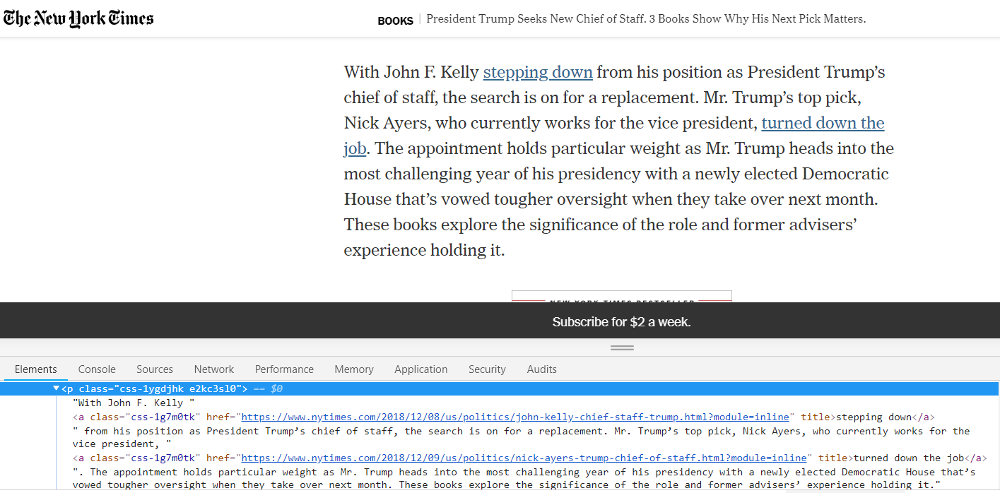 The New York Times
BOOKS | President Trump Seeks New Chief of Staff. 3 Books Show Why His Next Pick Matters.
With John F. Kelly stepping down from his position as President Trump’s
chief of staff, the search is on for a replacement. Mr. Trump’s top pick,
Nick Ayers, who currently works for the vice president, turned down the
job. The appointment holds particular weight as Mr. Trump heads into the
most challenging year of his presidency with a newly elected Democratic
House that’s vowed tougher oversight when they take over next month.
These books explore the significance of the role and former advisers’
experience holding it.
NEW YORK TIMES BESTSELLER
Subscribe for $2 a week.
Elements Console Sources Network Performance Memory Application Security Audits
▼<p class="css-1ygdjhk e2kc3sl0"> == $0
"With John F. Kelly "
<a class="css-1g7m0tk" href="https://www.nytimes.com/2018/12/08/us/politics/john-kelly-chief-staff-trump.html?module=inline" title>stepping down</a>
" from his position as President Trump’s chief of staff, the search is on for a replacement. Mr. Trump’s top pick, Nick Ayers, who currently works for the
vice president, "
<a class="css-1g7m0tk" href="https://www.nytimes.com/2018/12/09/us/politics/nick-ayers-trump-chief-of-staff.html?module=inline" title>turned down the job</a>
". The appointment holds particular weight as Mr. Trump heads into the most challenging year of his presidency with a newly elected Democratic House that’s
vowed tougher oversight when they take over next month. These books explore the significance of the role and former advisers’ experience holding it."